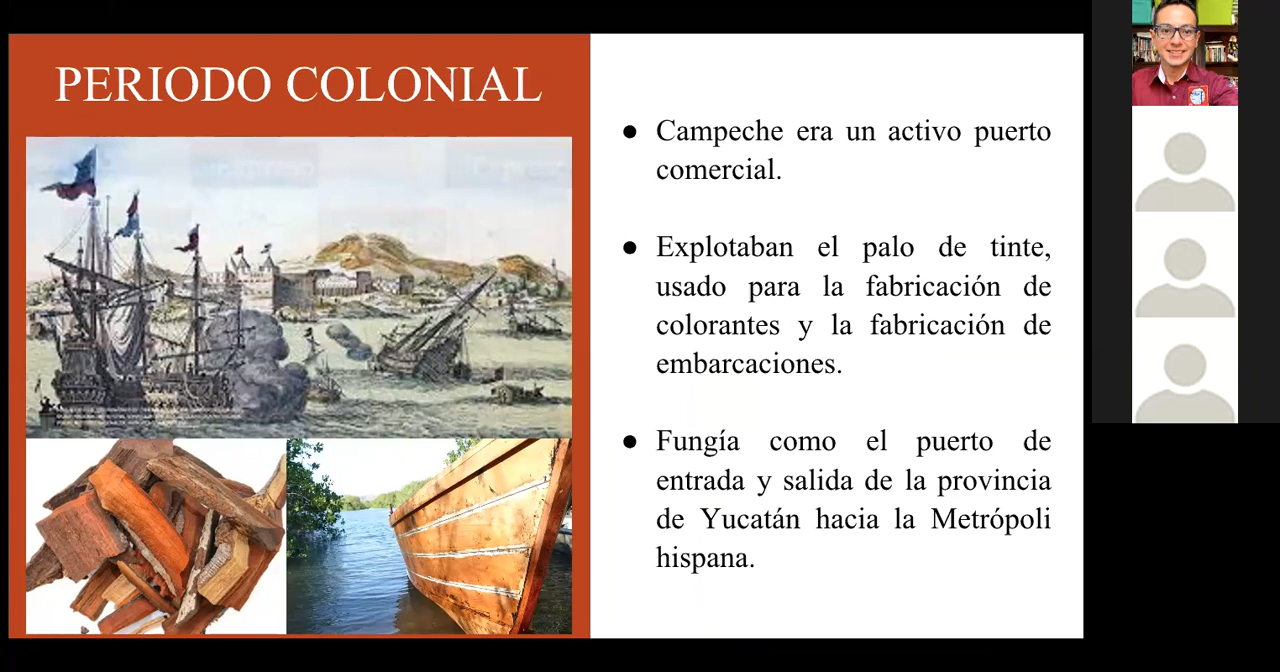 PERIODO COLONIAL
● Campeche era un activo puerto
comercial.
● Explotaban el palo de tinte,
usado para la fabricación de
colorantes y la fabricación de
embarcaciones.
● Fungía como el puerto de
entrada y salida de la provincia
de Yucatán hacia la Metrópoli
hispana.